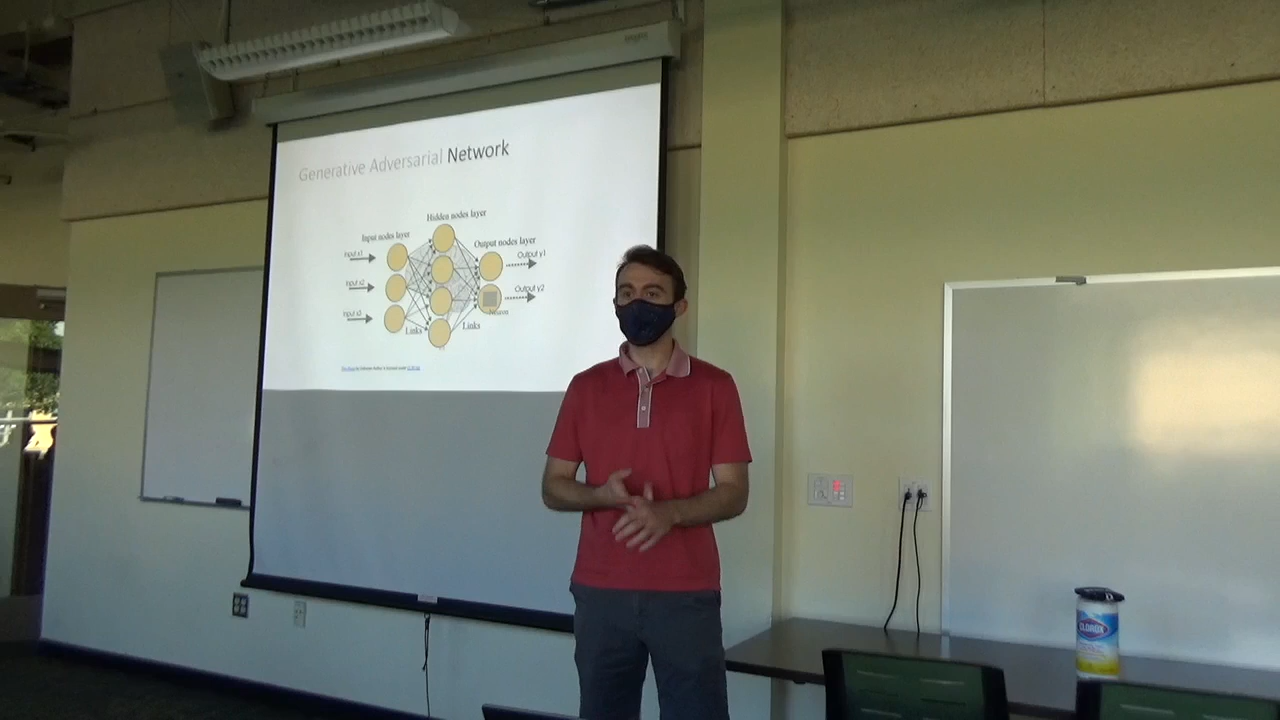 Generative Adversarial Network
Hidden nodes layer
Input nodes layer
Output nodes layer
Input x1
Output y1
Input x2
Output y2
Input x3
Neuron
Links
Links
CLOROX